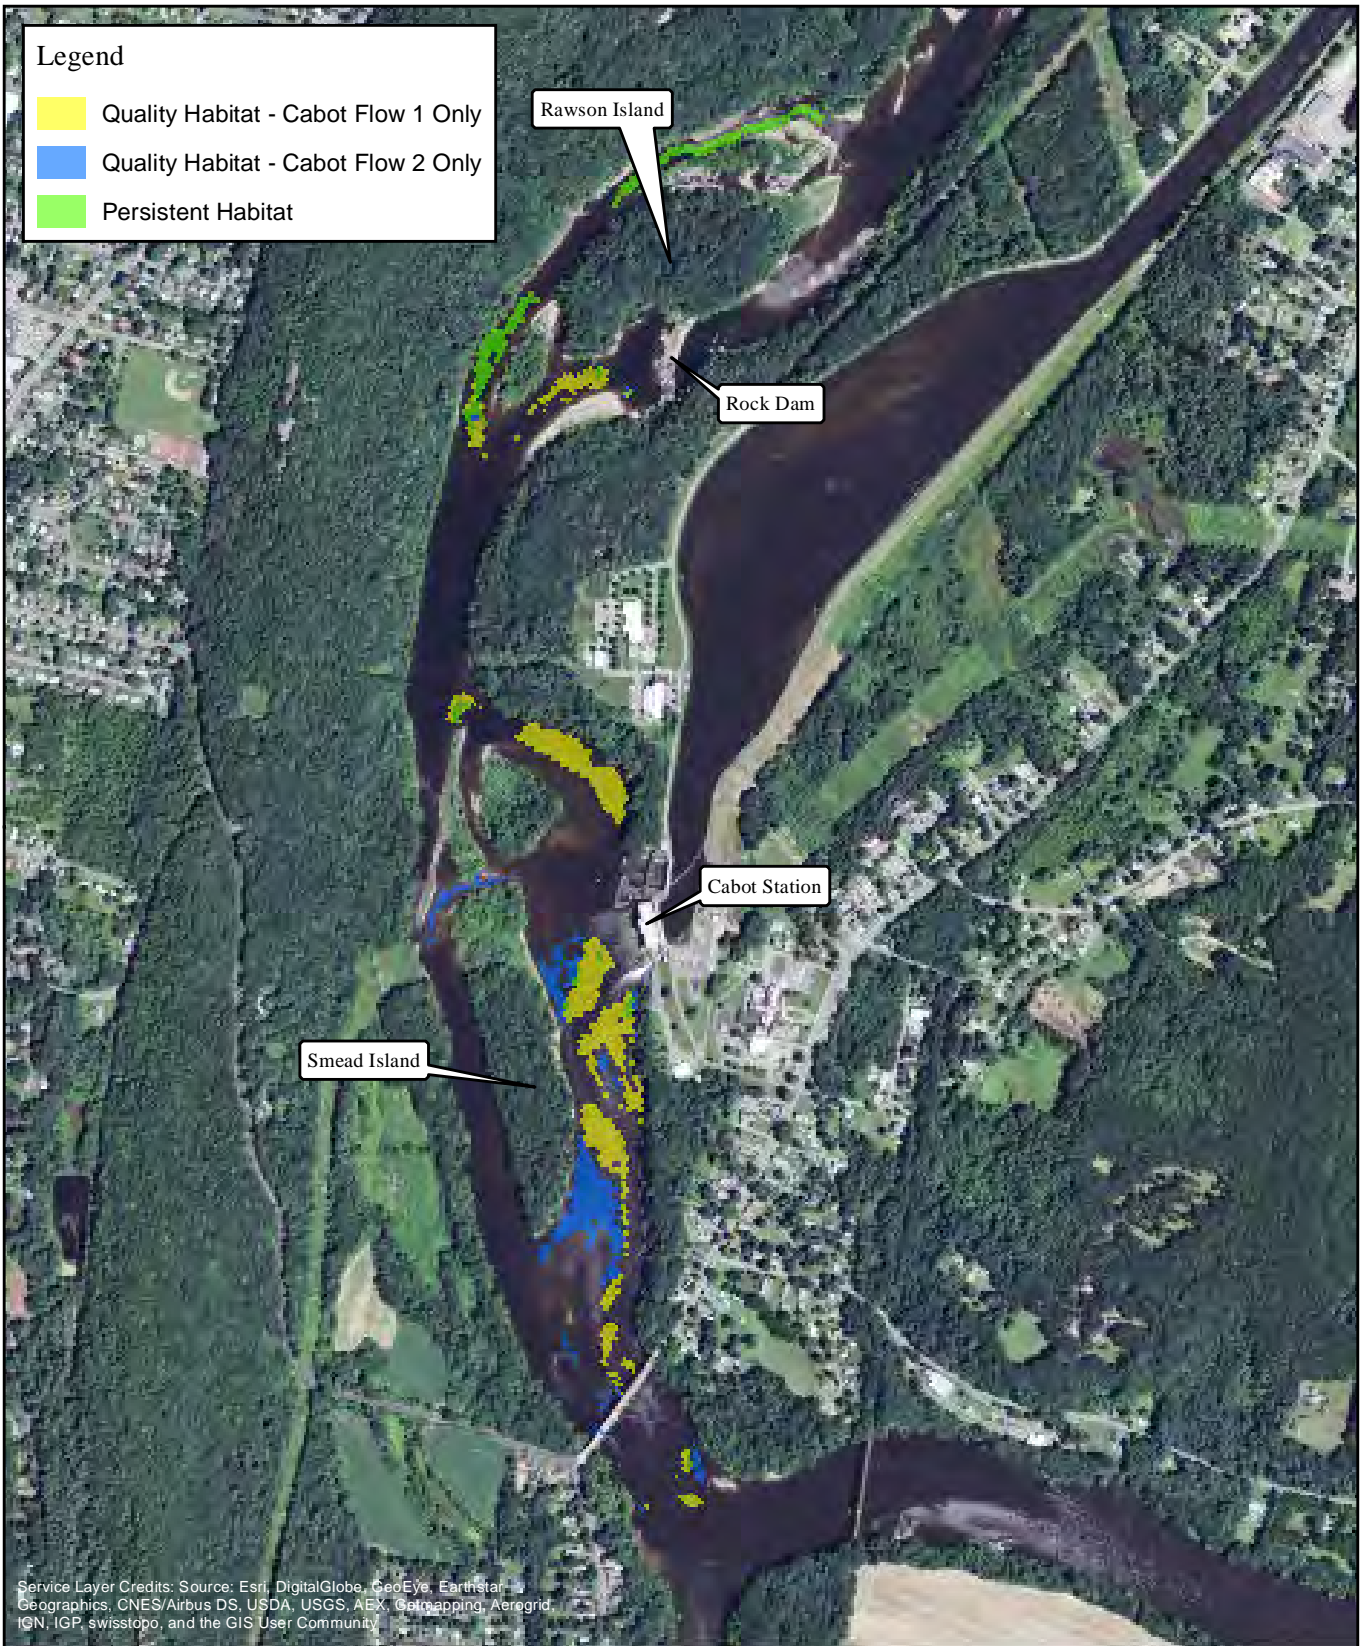 Legend
Quality Habitat - Cabot Flow 1 Only
Quality Habitat - Cabot Flow 2 Only
Persistent Habitat
Rawson Island
Rock Dam
Cabot Station
Smead Island
Service Layer Credits: Source: Esri, DigitalGlobe, GeoEye, Earthstar
Geographics, CNES/Airbus DS, USDA, USGS, AEX, Getmapping, Aerogrid,
IGN, IGP, swisstopo, and the GIS User Community